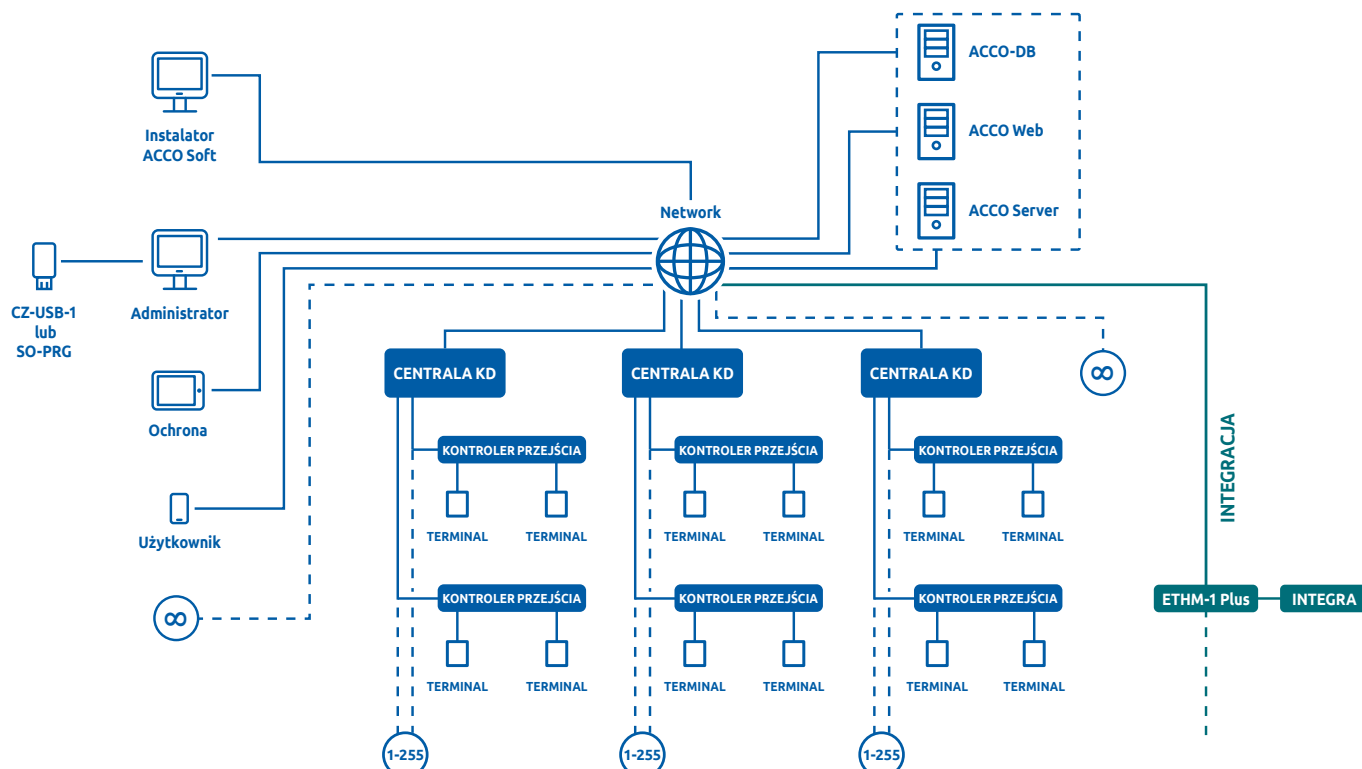 ACCO-DB
Instalator
ACCO Soft
ACCO Web
Network
ACCO Server
CZ-USB-1
lub
SO-PRG
Administrator
CENTRALA KD
CENTRALA KD
CENTRALA KD
∞
Ochrona
INTEGRACJA
KONTROLER PRZEJŚCIA
KONTROLER PRZEJŚCIA
KONTROLER PRZEJŚCIA
TERMINAL
TERMINAL
TERMINAL
TERMINAL
TERMINAL
TERMINAL
Użytkownik
∞
KONTROLER PRZEJŚCIA
KONTROLER PRZEJŚCIA
KONTROLER PRZEJŚCIA
ETHM-1 Plus
INTEGRA
TERMINAL
TERMINAL
TERMINAL
TERMINAL
TERMINAL
TERMINAL
1-255
1-255
1-255